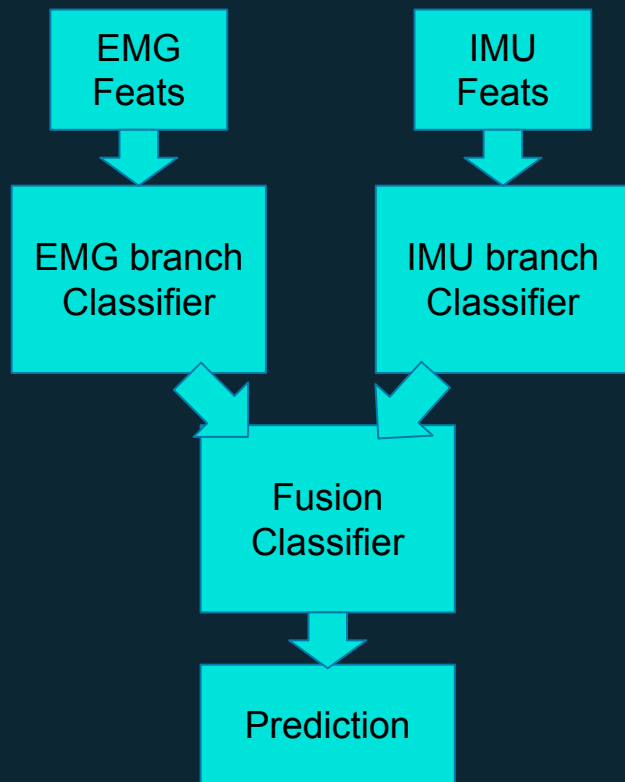 EMG
Feats
IMU
Feats
EMG branch
Classifier
IMU branch
Classifier
Fusion
Classifier
Prediction